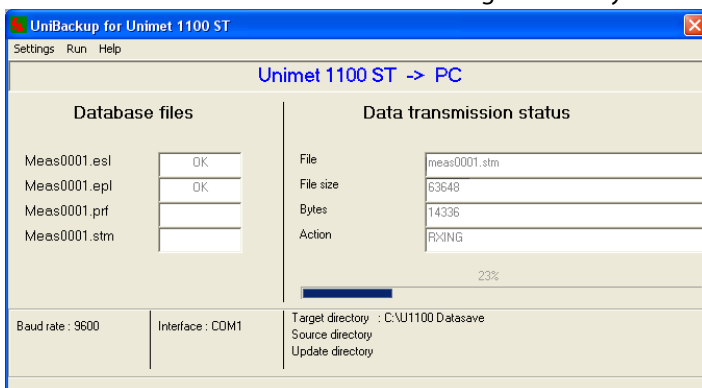 UniBackup for Unimet 1100 ST
Settings Run Help
Unimet 1100 ST -> PC
Database files
Meas0001.esl OK
Meas0001.epl OK
Meas0001.prf
Meas0001.stm
Data transmission status
File meas0001.stm
File size 63648
Bytes 14336
Action RXING
23%
Baud rate : 9600
Interface : COM1
Target directory : C:\U1100 Datasave
Source directory
Update directory